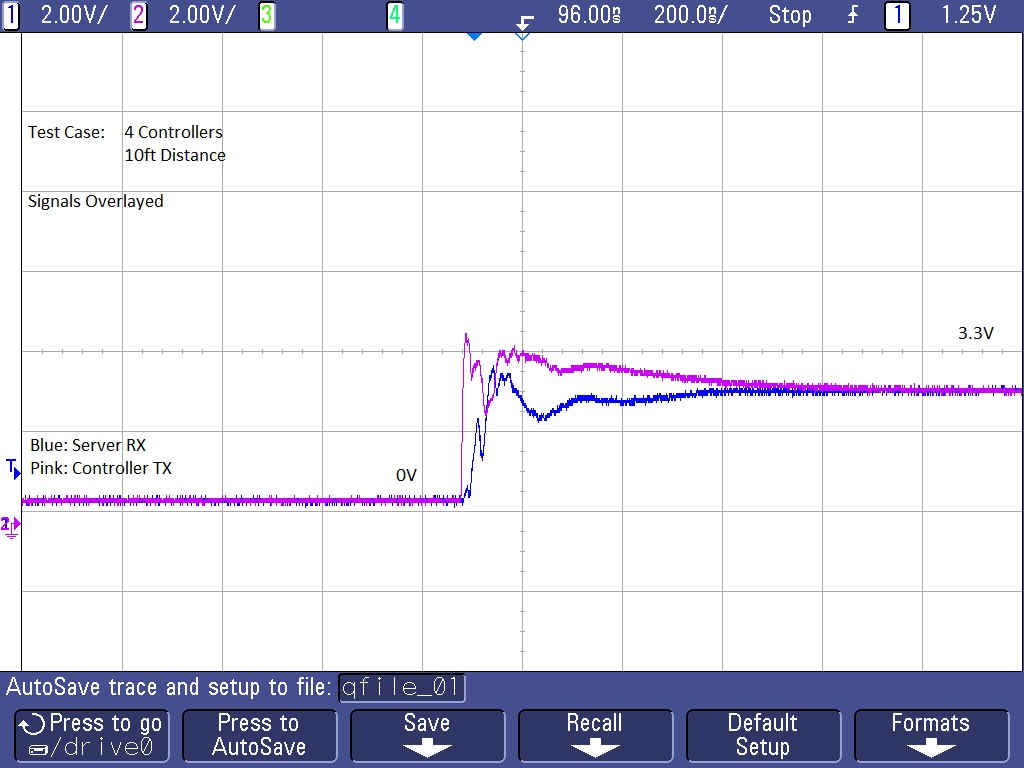 1 2.00V/ 2 2.00V/ 3 4 96.00ns 200.0ns/ Stop 1 1.25V
Test Case: 4 Controllers
10ft Distance
Signals Overlayed
3.3V
Blue: Server RX
Pink: Controller TX
0V
T
2
AutoSave trace and setup to file: qfile_01
Press to go
/drive0
Press to
AutoSave
Save
Recall
Default
Setup
Formats